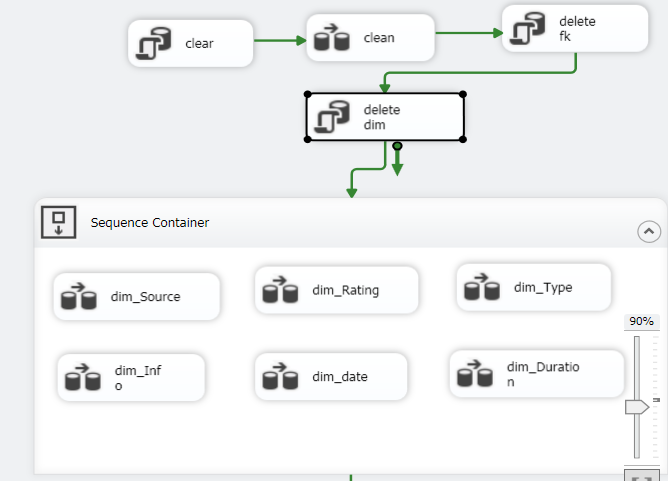 clear
clean
delete
fk
delete
dim
Sequence Container
dim_Source
dim_Rating
dim_Type
90%
dim_Inf
o
dim_date
dim_Duratio
n